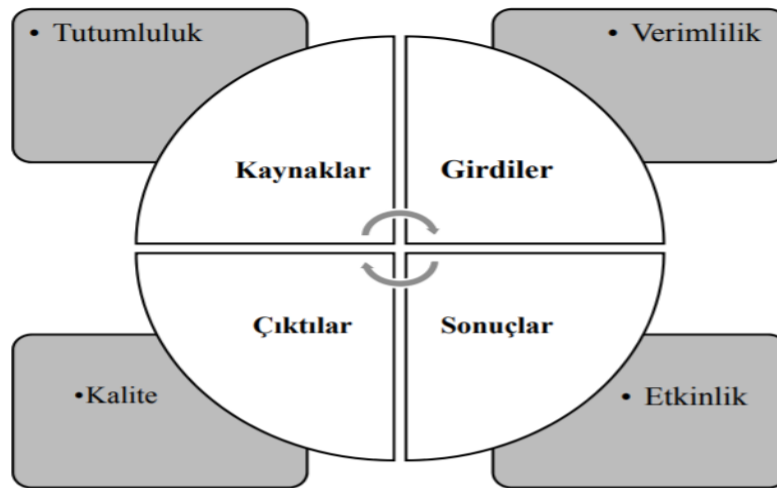 • Tutumluluk
• Verimlilik
Kaynaklar
Girdiler
Çıktılar
Sonuçlar
•Kalite
• Etkinlik